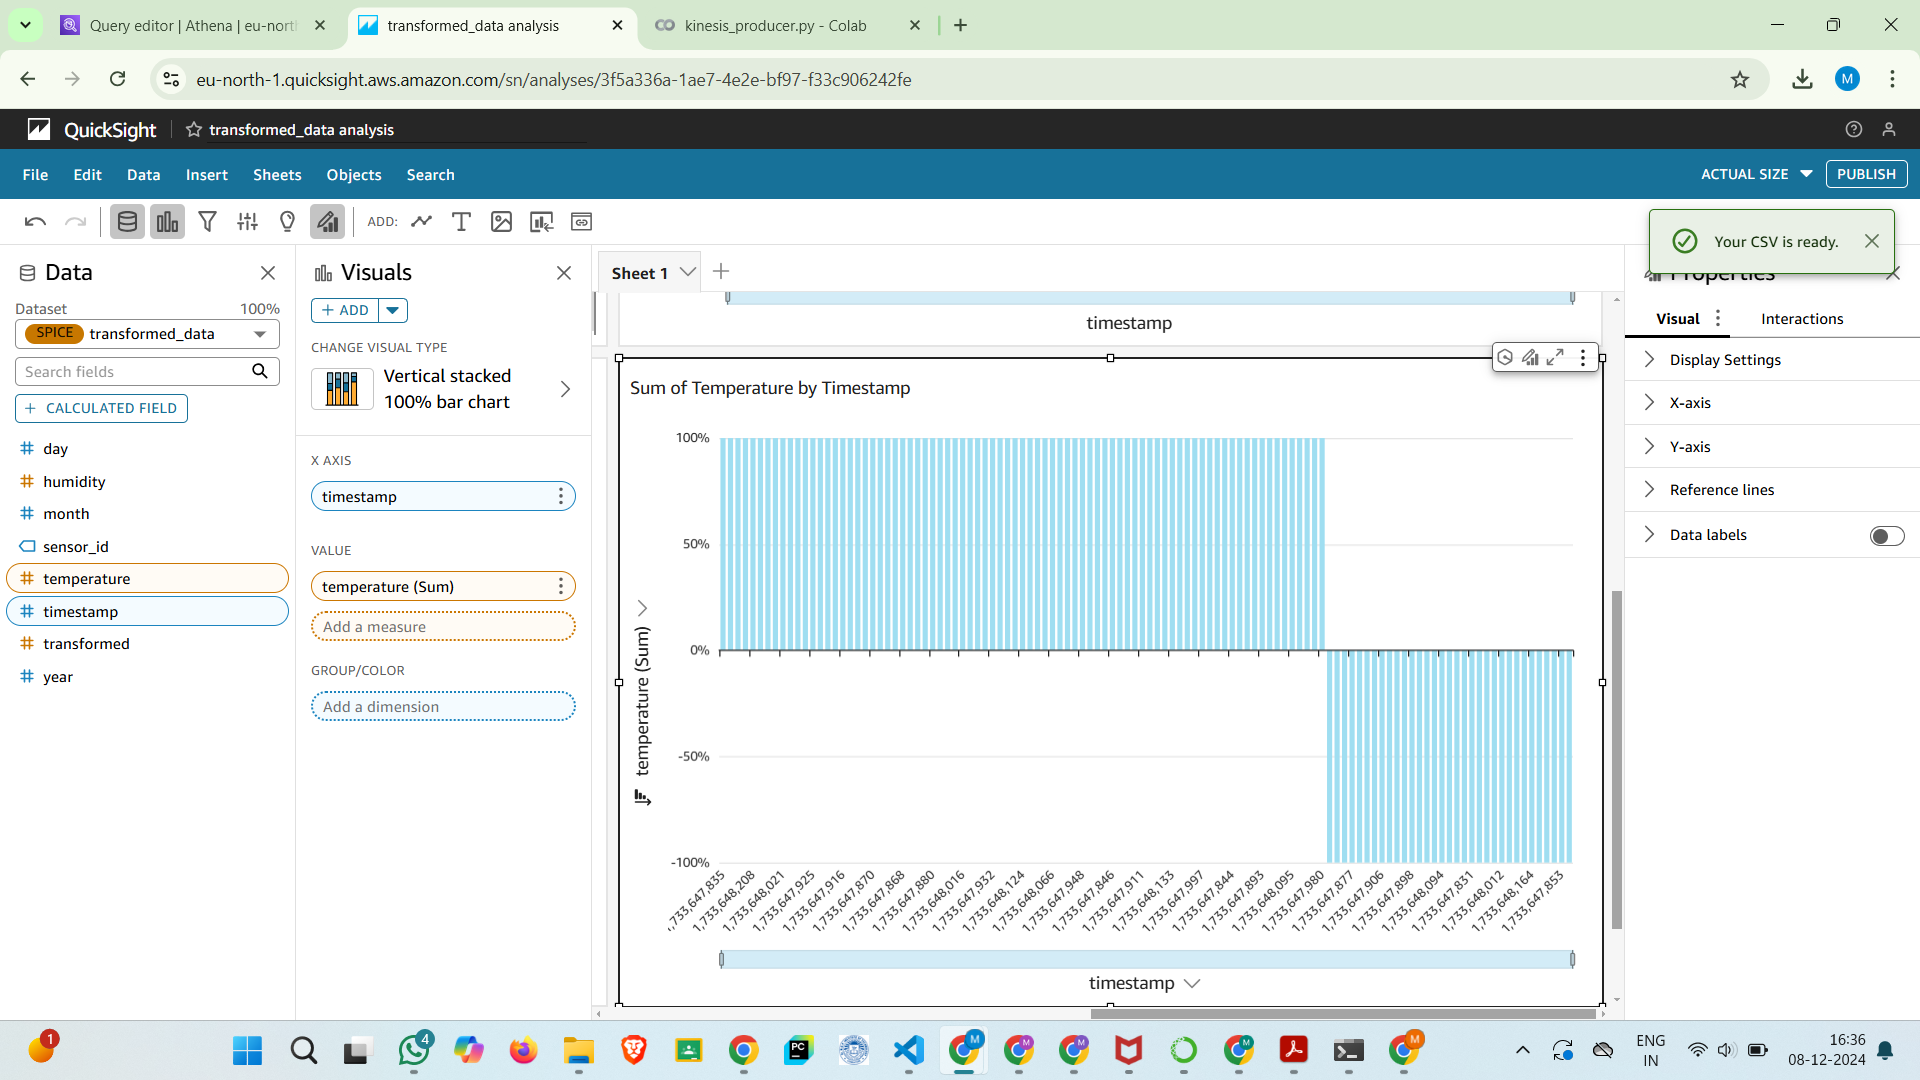 Query editor | Athena | eu-nort
transformed_data analysis
kinesis_producer.py - Colab
eu-north-1.quicksight.aws.amazon.com/sn/analyses/3f5a336a-1ae7-4e2e-bf97-f33c906242fe
M
QuickSight
transformed_data analysis
File
Edit
Data
Insert
Sheets
Objects
Search
ACTUAL SIZE
PUBLISH
ADD:
Your CSV is ready.
Data
Dataset
100%
SPICE
transformed_data
Search fields
+ CALCULATED FIELD
day
humidity
month
sensor_id
temperature
timestamp
transformed
year
Visuals
+ ADD
CHANGE VISUAL TYPE
Vertical stacked
100% bar chart
X AXIS
timestamp
VALUE
temperature (Sum)
Add a measure
GROUP/COLOR
Add a dimension
Sheet 1
timestamp
Sum of Temperature by Timestamp
100%
50%
0%
-50%
-100%
temperature (Sum)
1,733,647,835
1,733,648,208
1,733,648,021
1,733,647,925
1,733,647,916
1,733,647,870
1,733,647,868
1,733,647,880
1,733,648,016
1,733,647,932
1,733,648,124
1,733,648,066
1,733,647,948
1,733,647,846
1,733,647,911
1,733,648,133
1,733,647,997
1,733,647,844
1,733,647,893
1,733,648,095
1,733,647,980
1,733,647,877
1,733,647,906
1,733,647,898
1,733,648,094
1,733,647,831
1,733,648,012
1,733,648,164
1,733,647,853
timestamp
Properties
Visual
Interactions
Display Settings
X-axis
Y-axis
Reference lines
Data labels
1
4
PC
M
M
M
M
M
ENG
IN
16:36
08-12-2024